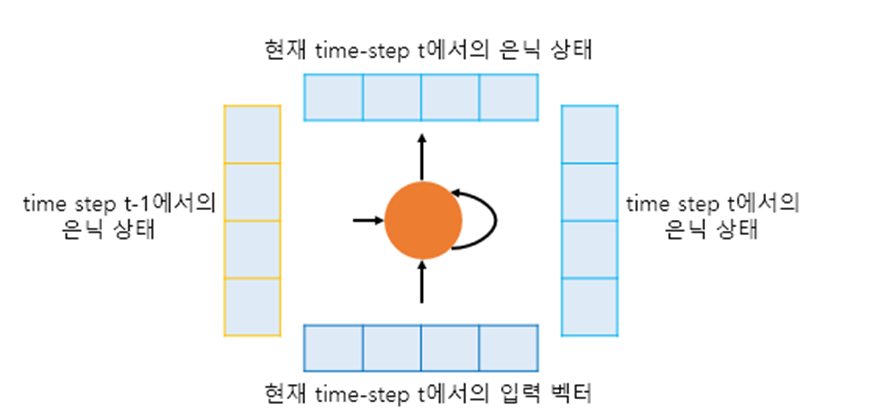 현재 time-step t에서의 은닉 상태
time step t-1에서의
은닉 상태
time step t에서의
은닉 상태
현재 time-step t에서의 입력 벡터